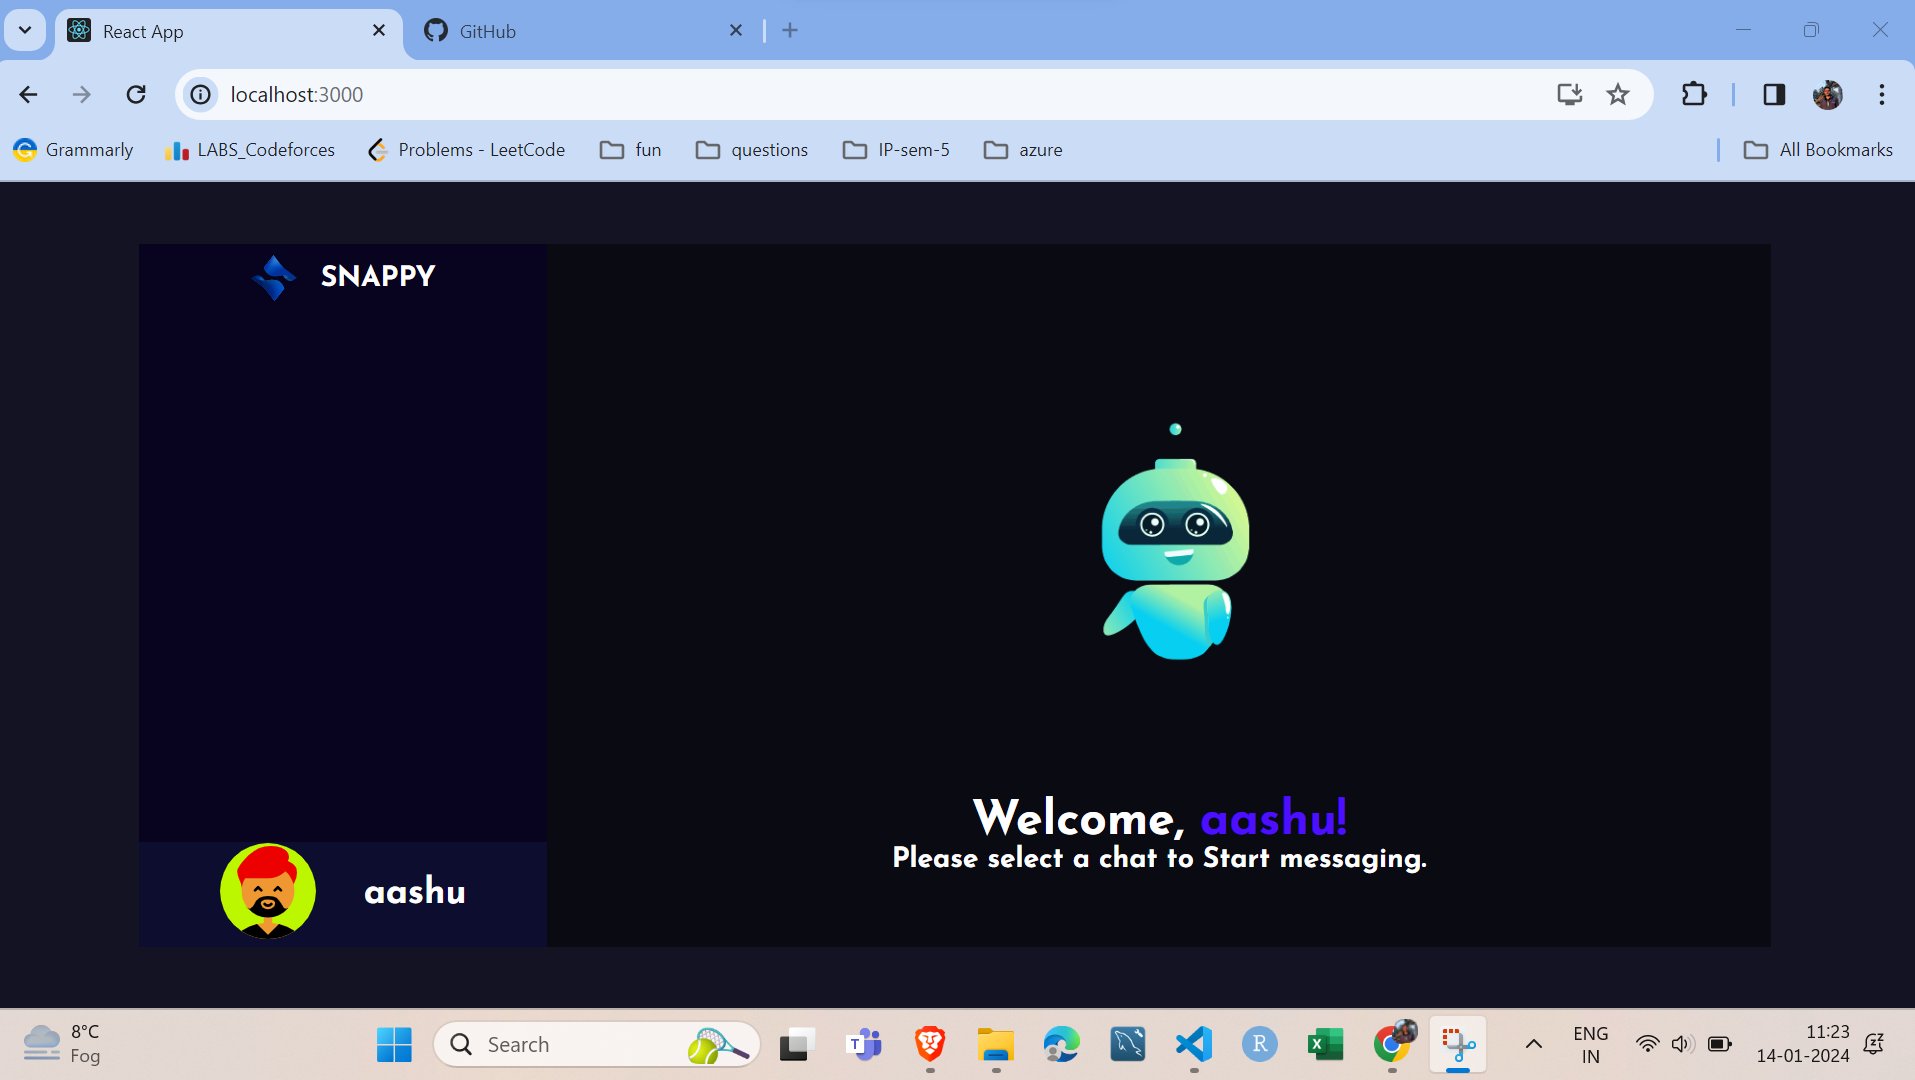 React App
GitHub
localhost:3000
Grammarly
LABS_Codeforces
Problems - LeetCode
fun
questions
IP-sem-5
azure
All Bookmarks
SNAPPY
Welcome, aashu!
Please select a chat to Start messaging.
aashu
8°C
Fog
Search
T
R
X
ENG
IN
11:23
14-01-2024